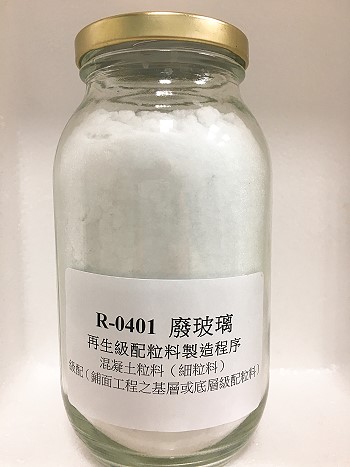 R-0401 廢玻璃
再生級配粒料製造程序
混凝土粒料（細粒料）
級配（鋪面工程之基層或底層級配粒料）